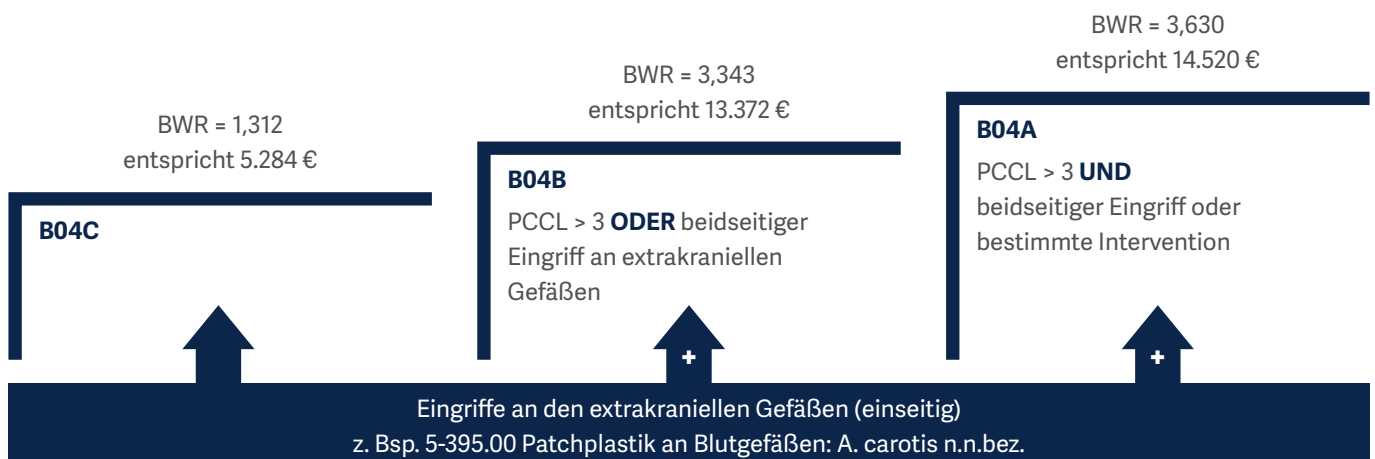 BWR = 1,312
entspricht 5.284 €
B04C
BWR = 3,343
entspricht 13.372 €
B04B
PCCL > 3 ODER beidseitiger
Eingriff an extrakraniellen
Gefäßen
BWR = 3,630
entspricht 14.520 €
B04A
PCCL > 3 UND
beidseitiger Eingriff oder
bestimmte Intervention
+
+
Eingriffe an den extrakraniellen Gefäßen (einseitig)
z. Bsp. 5-395.00 Patchplastik an Blutgefäßen: A. carotis n.n.bez.